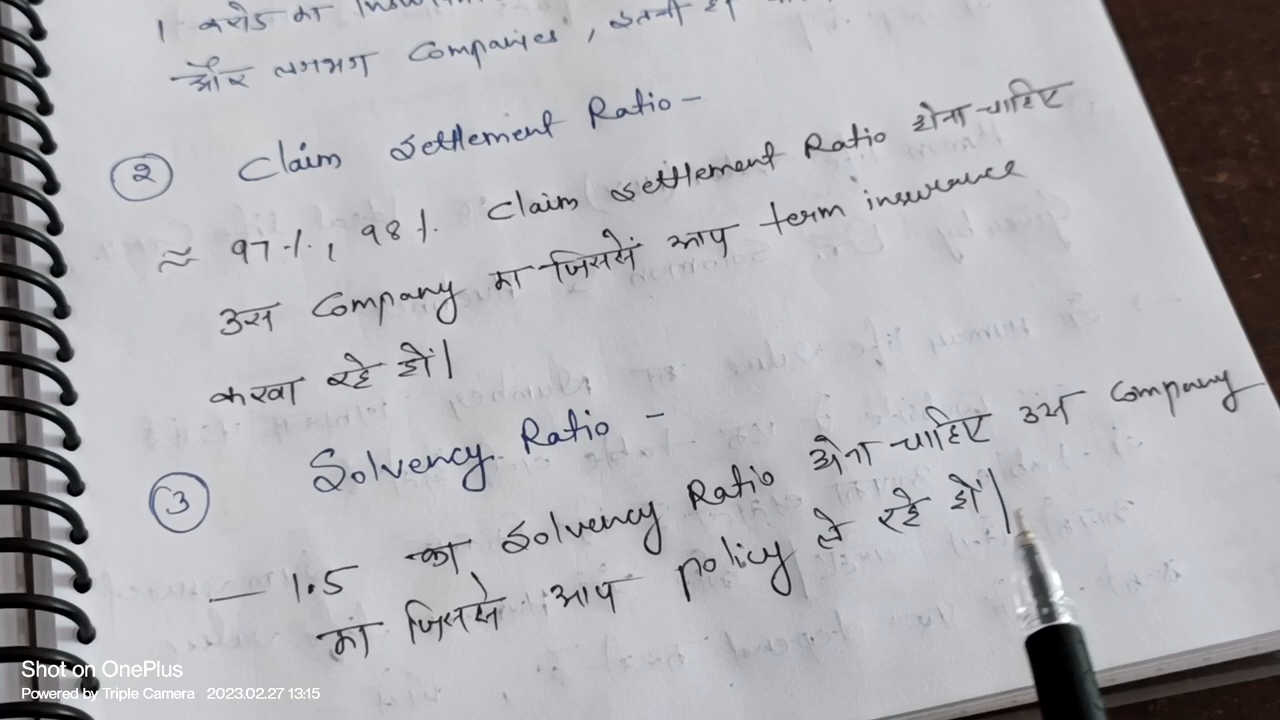 1 करोड का
और लगभग Companies , इतनी ही
② Claim Settlement Ratio -
≈ 97%, 98% Claim Settlement Ratio होना चाहिए
उस Company का जिससे आप term insurance
करवा रहे हों।
③ Solvency Ratio -
— 1.5 का Solvency Ratio होना चाहिए उस Company
का जिससे आप policy ले रहे हों।
Shot on OnePlus
Powered by Triple Camera 2023.02.27 13:15